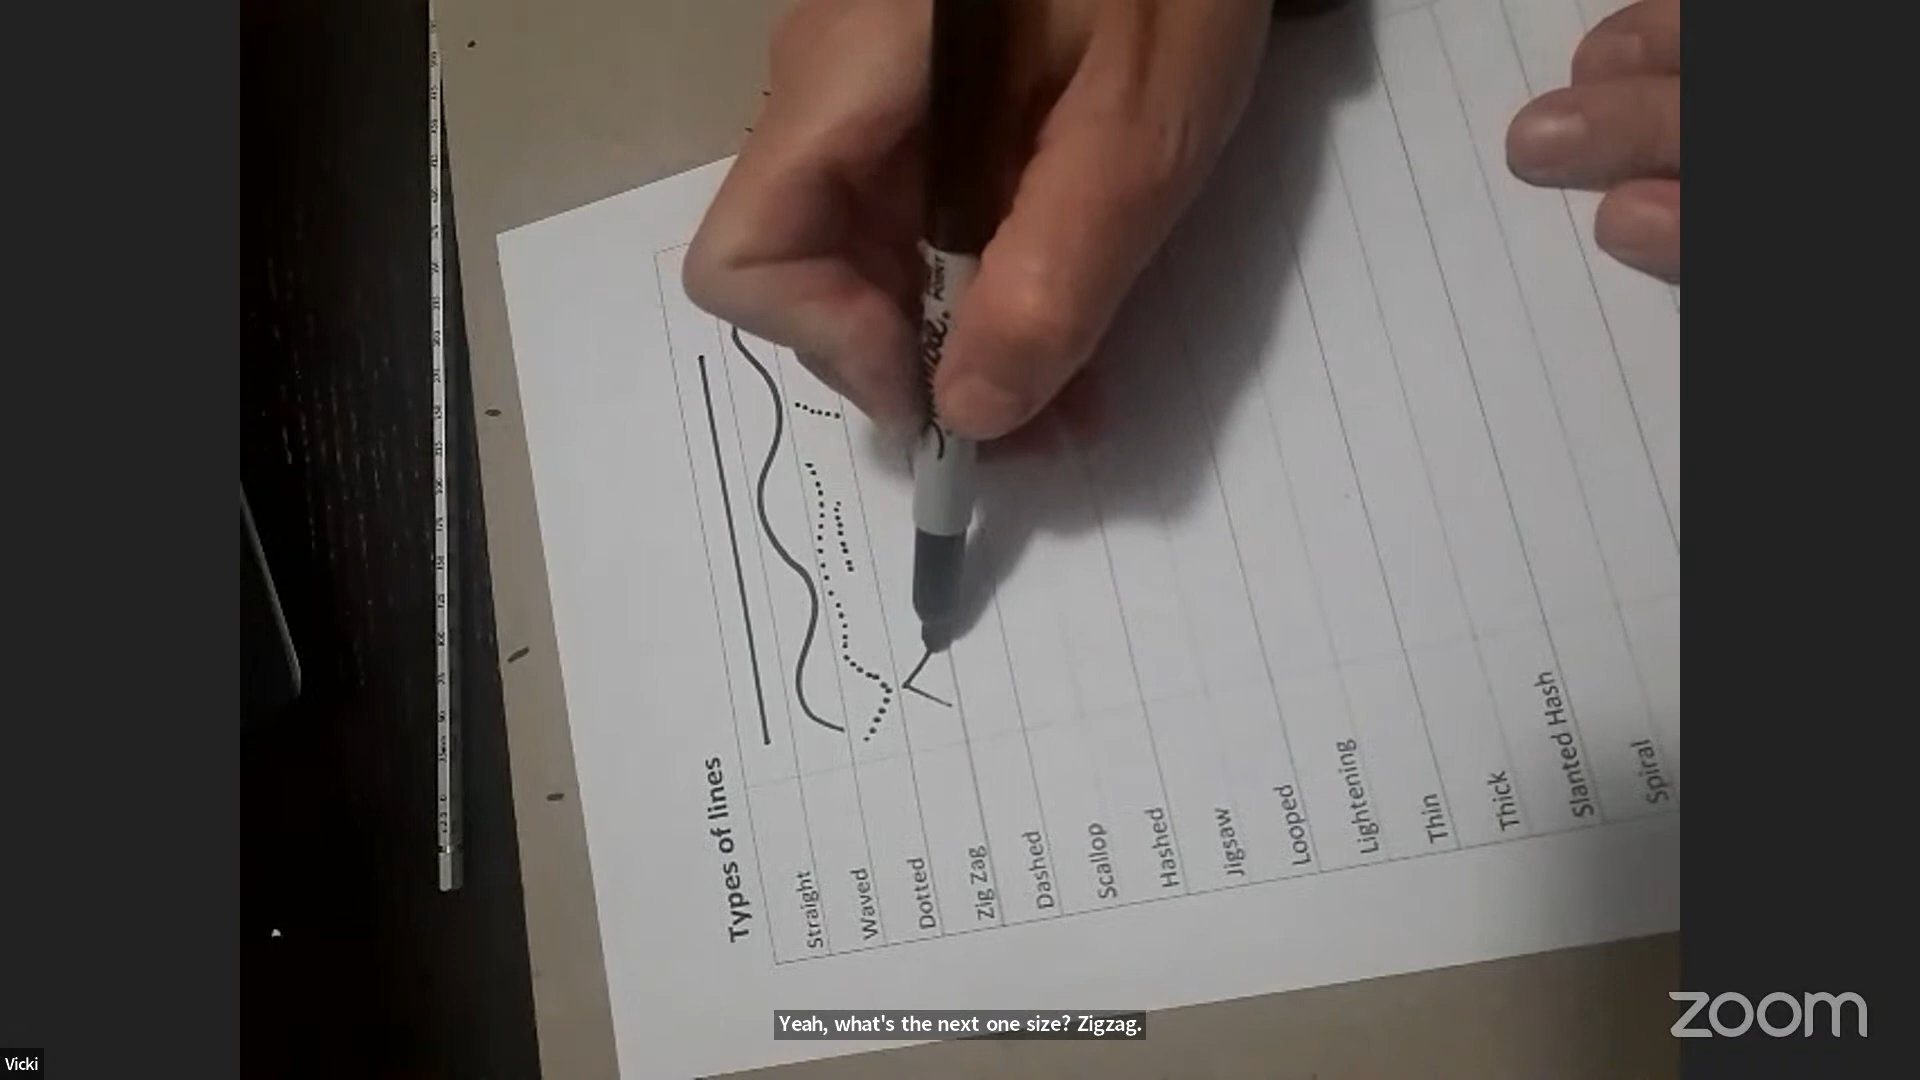 Types of lines
Straight
Waved
Dotted
Zig Zag
Dashed
Scallop
Hashed
Jigsaw
Looped
Lightening
Thin
Thick
Slanted Hash
Spiral
POINT
Yeah, what's the next one size? Zigzag.
Vicki
zoom